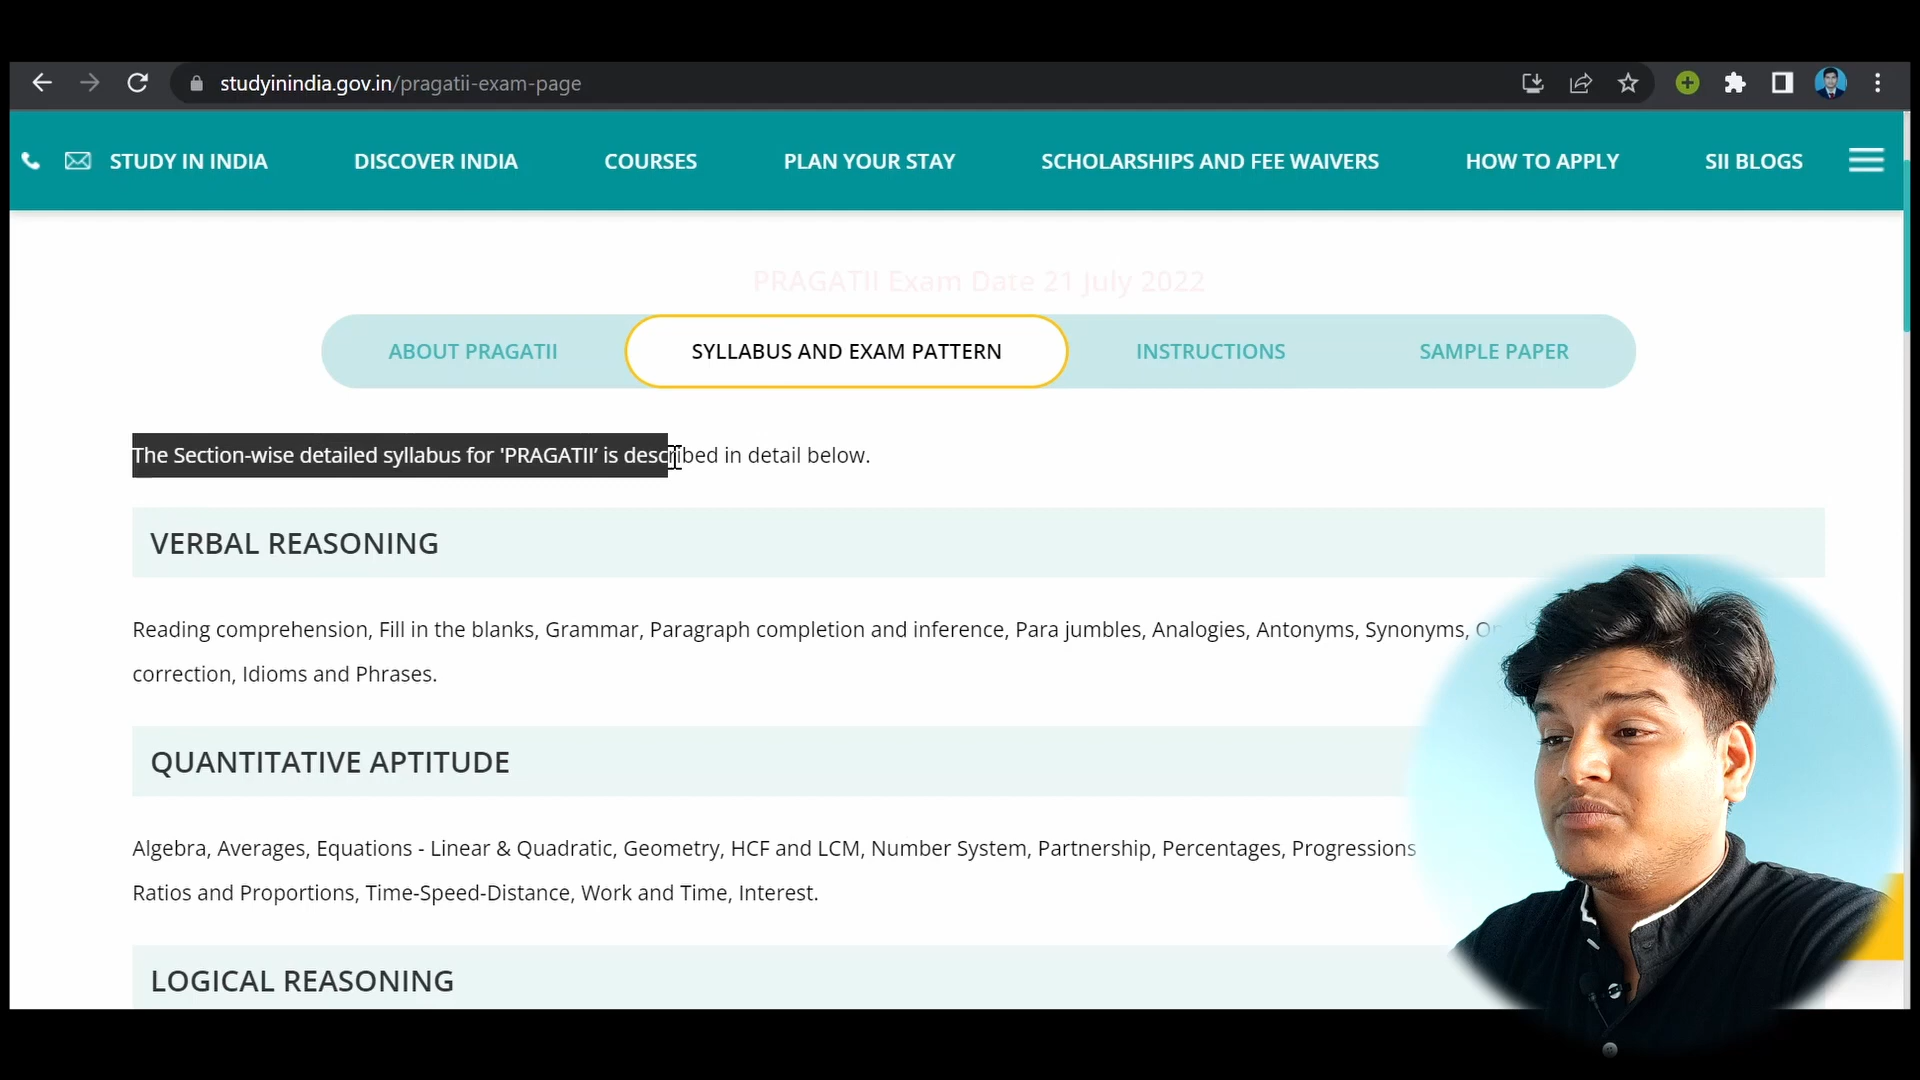 studyinindia.gov.in/pragatii-exam-page
STUDY IN INDIA DISCOVER INDIA COURSES PLAN YOUR STAY SCHOLARSHIPS AND FEE WAIVERS HOW TO APPLY SII BLOGS
PRAGATII Exam Date 21 July 2022
ABOUT PRAGATII SYLLABUS AND EXAM PATTERN INSTRUCTIONS SAMPLE PAPER
The Section-wise detailed syllabus for 'PRAGATII’ is described in detail below.
VERBAL REASONING
Reading comprehension, Fill in the blanks, Grammar, Paragraph completion and inference, Para jumbles, Analogies, Antonyms, Synonyms,
correction, Idioms and Phrases.
QUANTITATIVE APTITUDE
Algebra, Averages, Equations - Linear & Quadratic, Geometry, HCF and LCM, Number System, Partnership, Percentages, Progressions
Ratios and Proportions, Time-Speed-Distance, Work and Time, Interest.
LOGICAL REASONING